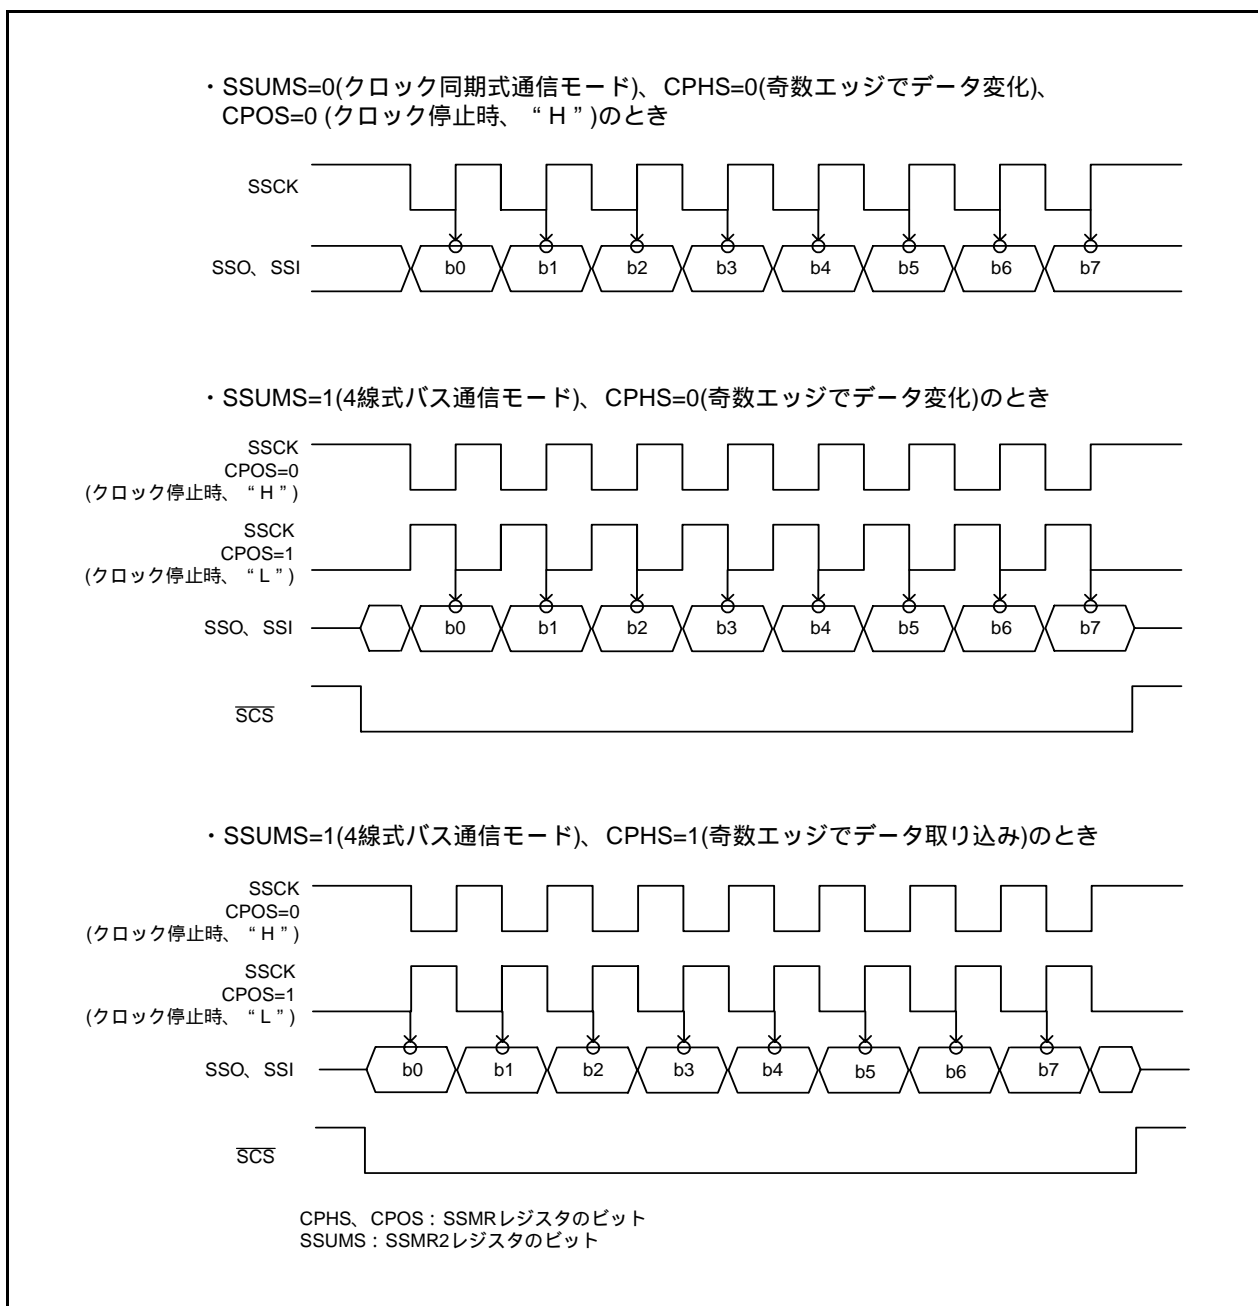 ・SSUMS=0(クロック同期式通信モード)、CPHS=0(奇数エッジでデータ変化)、
CPOS=0 (クロック停止時、“H”)のとき
SSCK
SSO、SSI
b0 b1 b2 b3 b4 b5 b6 b7
・SSUMS=1(4線式バス通信モード)、CPHS=0(奇数エッジでデータ変化)のとき
SSCK
CPOS=0
(クロック停止時、“H”)
SSCK
CPOS=1
(クロック停止時、“L”)
SSO、SSI
b0 b1 b2 b3 b4 b5 b6 b7
SCS
・SSUMS=1(4線式バス通信モード)、CPHS=1(奇数エッジでデータ取り込み)のとき
SSCK
CPOS=0
(クロック停止時、“H”)
SSCK
CPOS=1
(クロック停止時、“L”)
SSO、SSI
b0 b1 b2 b3 b4 b5 b6 b7
SCS
CPHS、CPOS：SSMRレジスタのビット
SSUMS：SSMR2レジスタのビット